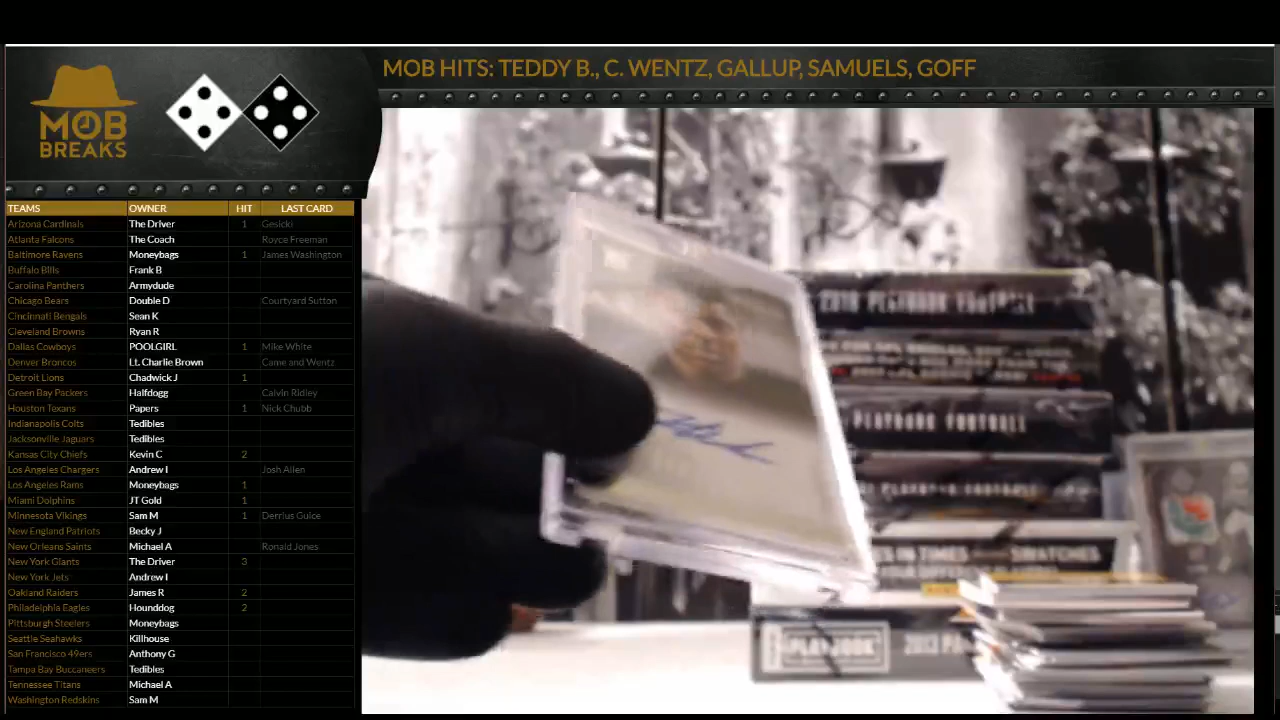 MOB HITS: TEDDY B., C. WENTZ, GALLUP, SAMUELS, GOFF
MOB
BREAKS
TEAMS OWNER HIT LAST CARD
Arizona Cardinals The Driver 1 Gesicki
Atlanta Falcons The Coach Royce Freeman
Baltimore Ravens Moneybags 1 James Washington
Buffalo Bills Frank B
Carolina Panthers Armydude
Chicago Bears Double D Courtyard Sutton
Cincinnati Bengals Sean K
Cleveland Browns Ryan R
Dallas Cowboys POOLGIRL 1 Mike White
Denver Broncos Lt. Charlie Brown Came and Wentz
Detroit Lions Chadwick J 1
Green Bay Packers Halfdogg Calvin Ridley
Houston Texans Papers 1 Nick Chubb
Indianapolis Colts Tedibles
Jacksonville Jaguars Tedibles
Kansas City Chiefs Kevin C 2
Los Angeles Chargers Andrew I Josh Allen
Los Angeles Rams Moneybags 1
Miami Dolphins JT Gold 1
Minnesota Vikings Sam M 1 Derrius Guice
New England Patriots Becky J
New Orleans Saints Michael A Ronald Jones
New York Giants The Driver 3
New York Jets Andrew I
Oakland Raiders James R 2
Philadelphia Eagles Hounddog 2
Pittsburgh Steelers Moneybags
Seattle Seahawks Killhouse
San Francisco 49ers Anthony G
Tampa Bay Buccaneers Tedibles
Tennessee Titans Michael A
Washington Redskins Sam M
2018 PLAYBOOK FOOTBALL
PLAYBOOK FOOTBALL
PLAYBOOK FOOTBALL
IN TIMES SWATCHES
PLAYBOOK 2013